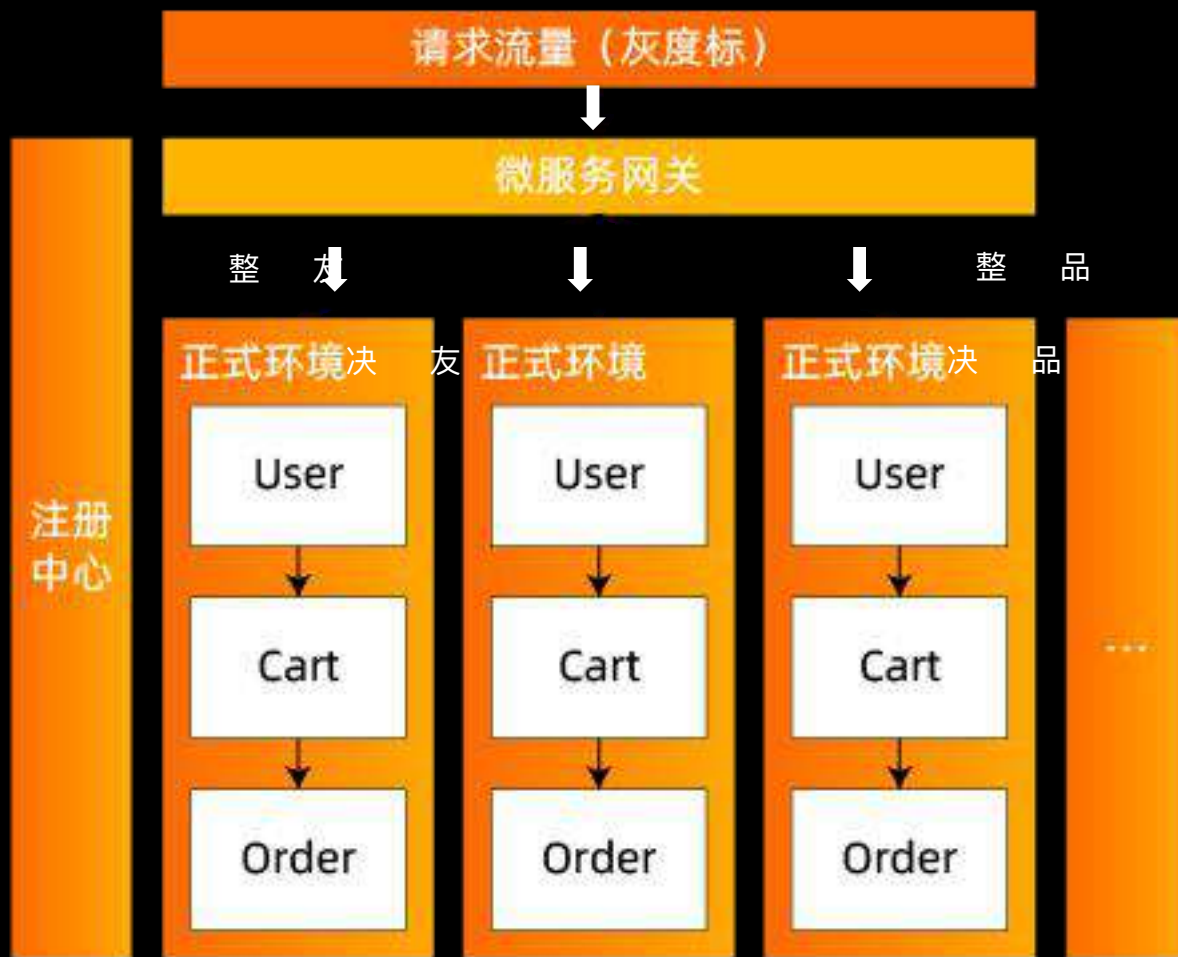 请求流量（灰度标）
微服务网关
整 友 整 品
正式环境决 友 正式环境 正式环境决 品
User User User
注册
中心
Cart Cart Cart
...
Order Order Order